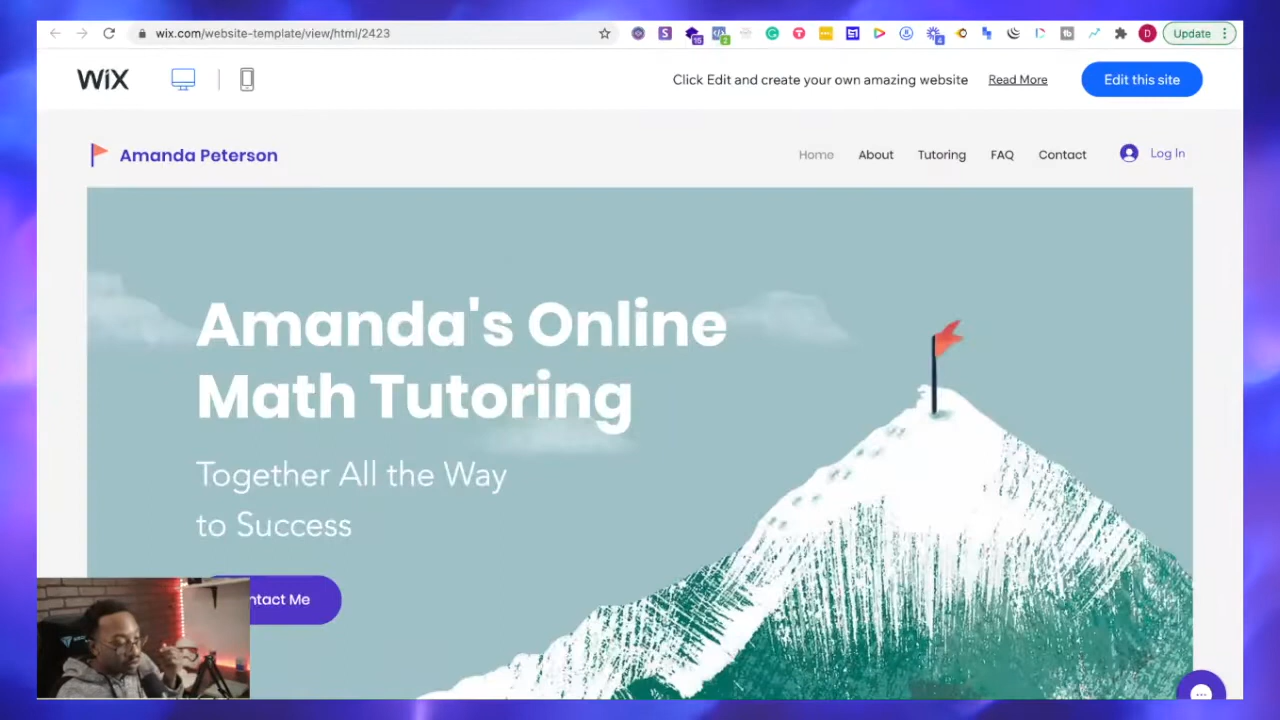 wix.com/website-template/view/html/2423
Update
WiX
Click Edit and create your own amazing website
Read More
Edit this site
Amanda Peterson
Home
About
Tutoring
FAQ
Contact
Log In
Amanda's Online
Math Tutoring
Together All the Way
to Success
ntact Me